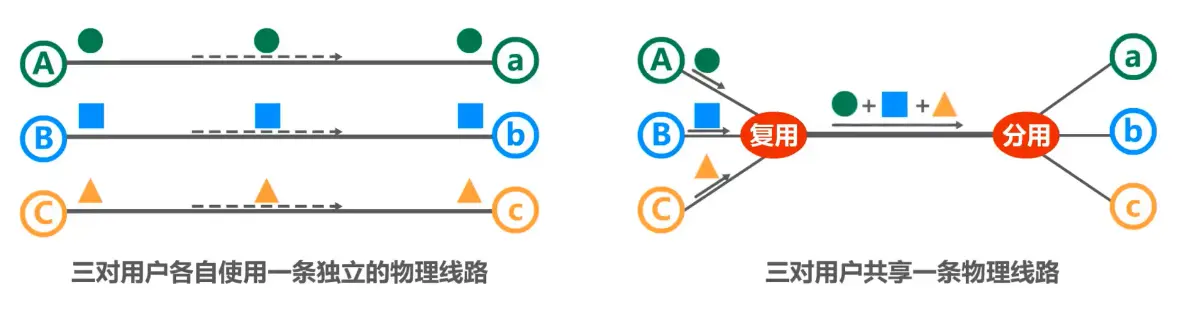 A a
B b
C c
三对用户各自使用一条独立的物理线路
A a
B 复用 + + 分用 b
C c
三对用户共享一条物理线路